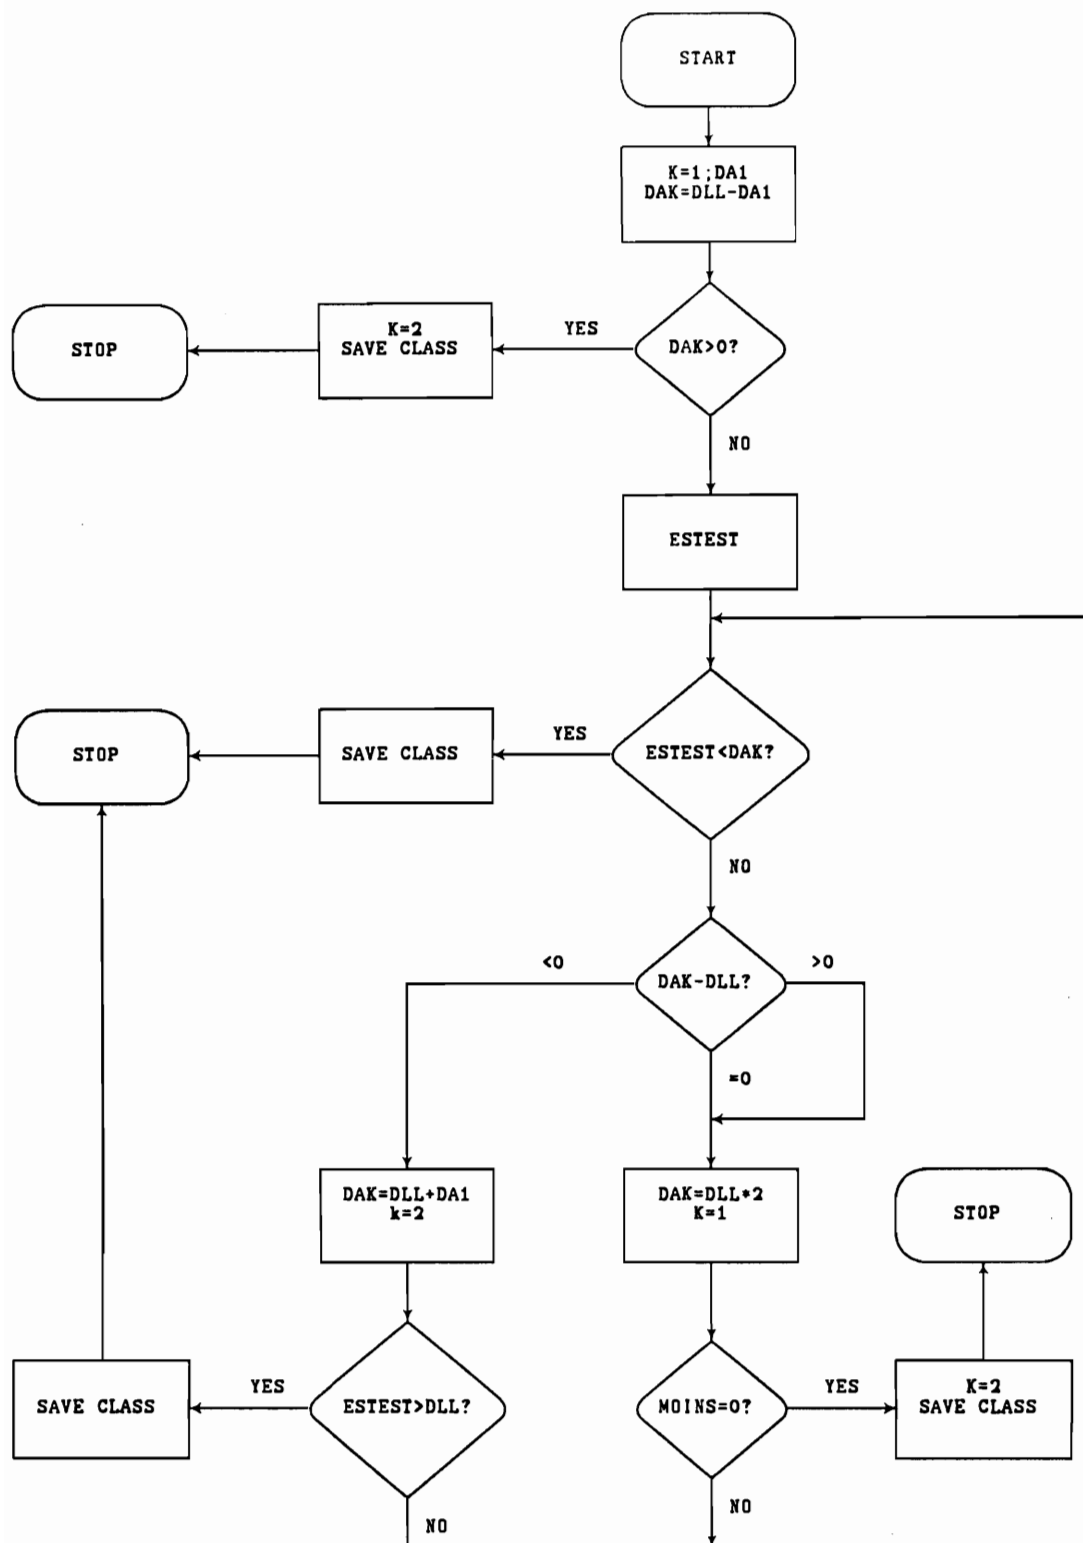 START
K=1;DA1
DAK=DLL-DA1
STOP
K=2
SAVE CLASS
YES
DAK>0?
NO
ESTEST
STOP
SAVE CLASS
YES
ESTEST<DAK?
NO
<0
DAK-DLL?
>0
=0
DAK=DLL+DA1
k=2
DAK=DLL*2
K=1
STOP
SAVE CLASS
YES
ESTEST>DLL?
MOINS=0?
YES
K=2
SAVE CLASS
NO
NO